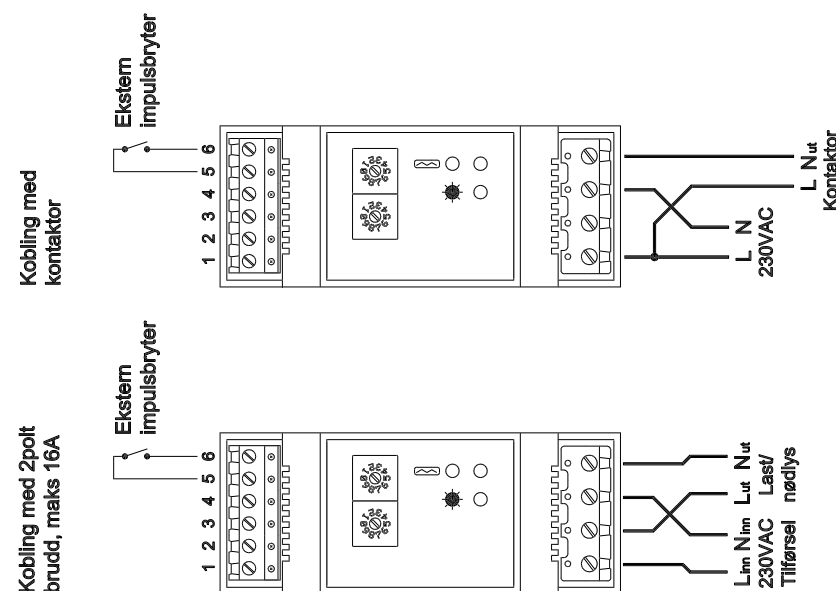 Kobling med
kontaktor
Ekstern
impulsbryter
1 2 3 4 5 6
L N
230VAC
L Nut
Kontaktor
Kobling med 2polt
brudd, maks 16A
Ekstern
impulsbryter
1 2 3 4 5 6
Linn Ninn Lut Nut
230VAC Last/
Tilførsel nødlys